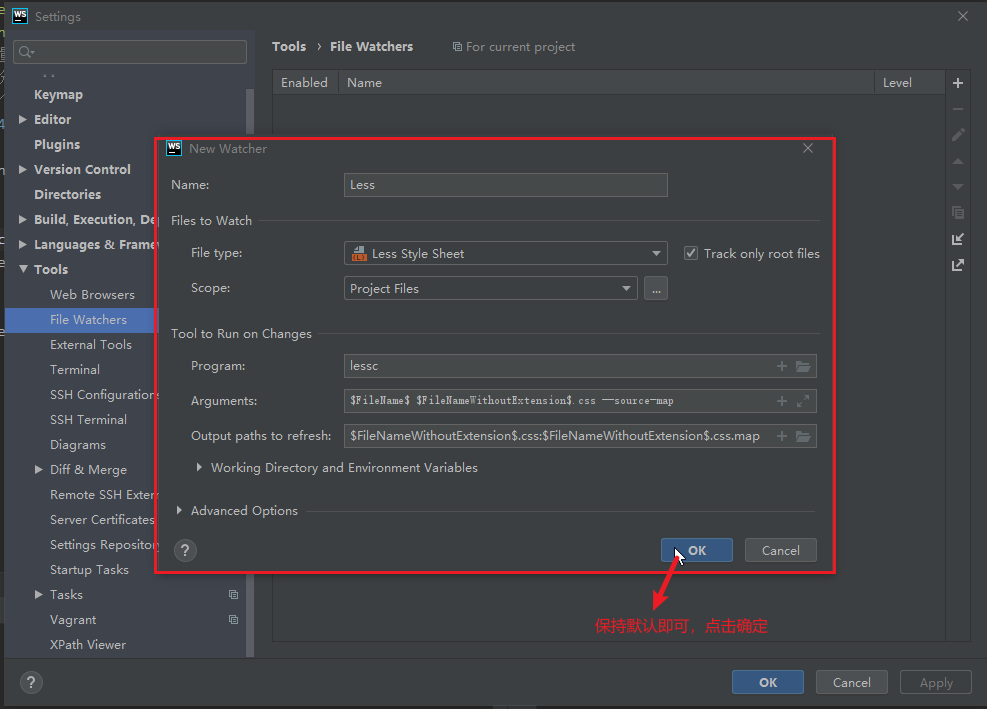 WS Settings
Tools › File Watchers For current project
Enabled Name Level
Keymap
Editor
Plugins
Version Control
Directories
Build, Execution, De
Languages & Frame
Tools
Web Browsers
File Watchers
External Tools
Terminal
SSH Configuration
SSH Terminal
Diagrams
Diff & Merge
Remote SSH Exter
Server Certificates
Settings Repositor
Startup Tasks
Tasks
Vagrant
XPath Viewer
WS New Watcher
Name: Less
Files to Watch
File type: Less Style Sheet Track only root files
Scope: Project Files ...
Tool to Run on Changes
Program: lessc
Arguments: $FileName$ $FileNameWithoutExtension$.css --source-map
Output paths to refresh: $FileNameWithoutExtension$.css:$FileNameWithoutExtension$.css.map
Working Directory and Environment Variables
Advanced Options
? OK Cancel
保持默认即可，点击确定
? OK Cancel Apply